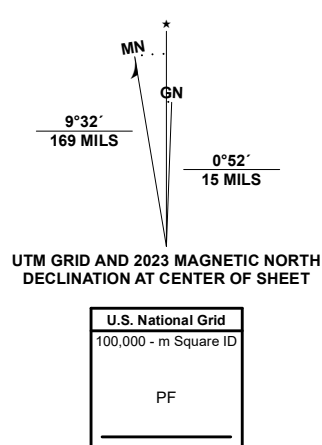 ★
MN
GN
9°32´
169 MILS
0°52´
15 MILS
UTM GRID AND 2023 MAGNETIC NORTH
DECLINATION AT CENTER OF SHEET
U.S. National Grid
100,000 - m Square ID
PF